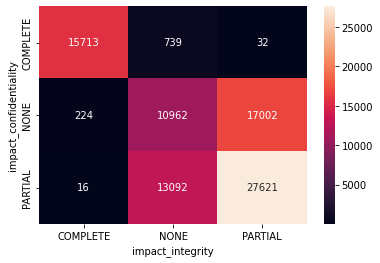 COMPLETE 15713 739 32
NONE 224 10962 17002
PARTIAL 16 13092 27621
impact_confidentiality
COMPLETE NONE PARTIAL
impact_integrity
25000
20000
15000
10000
5000